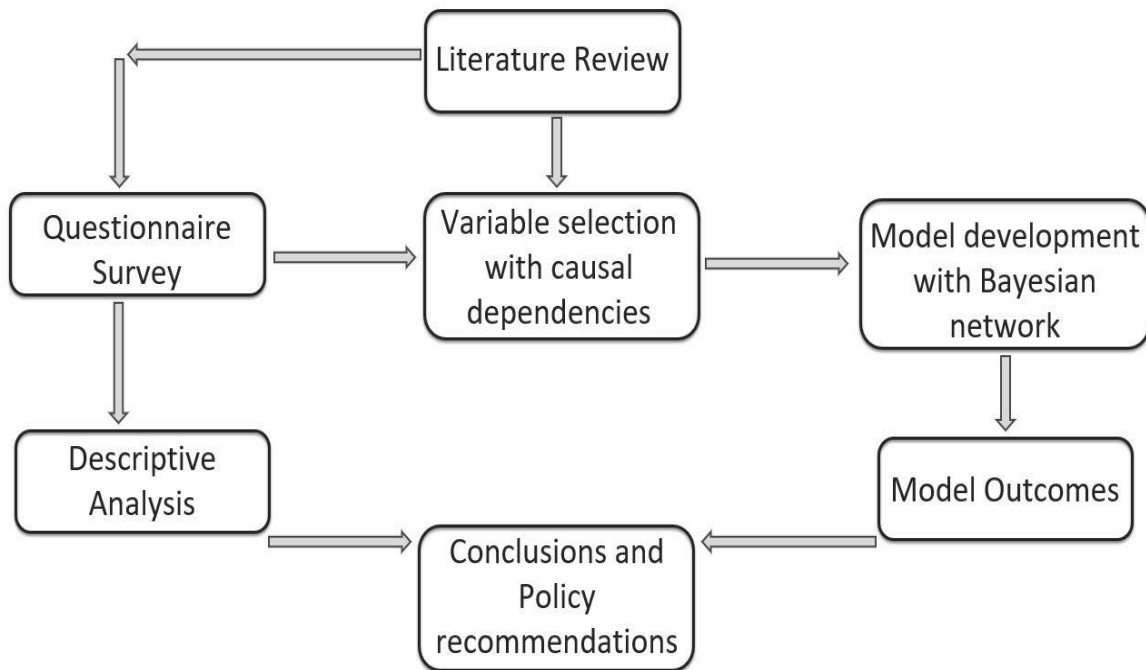 Literature Review
Questionnaire
Survey
Variable selection
with causal
dependencies
Model development
with Bayesian
network
Descriptive
Analysis
Model Outcomes
Conclusions and
Policy
recommendations